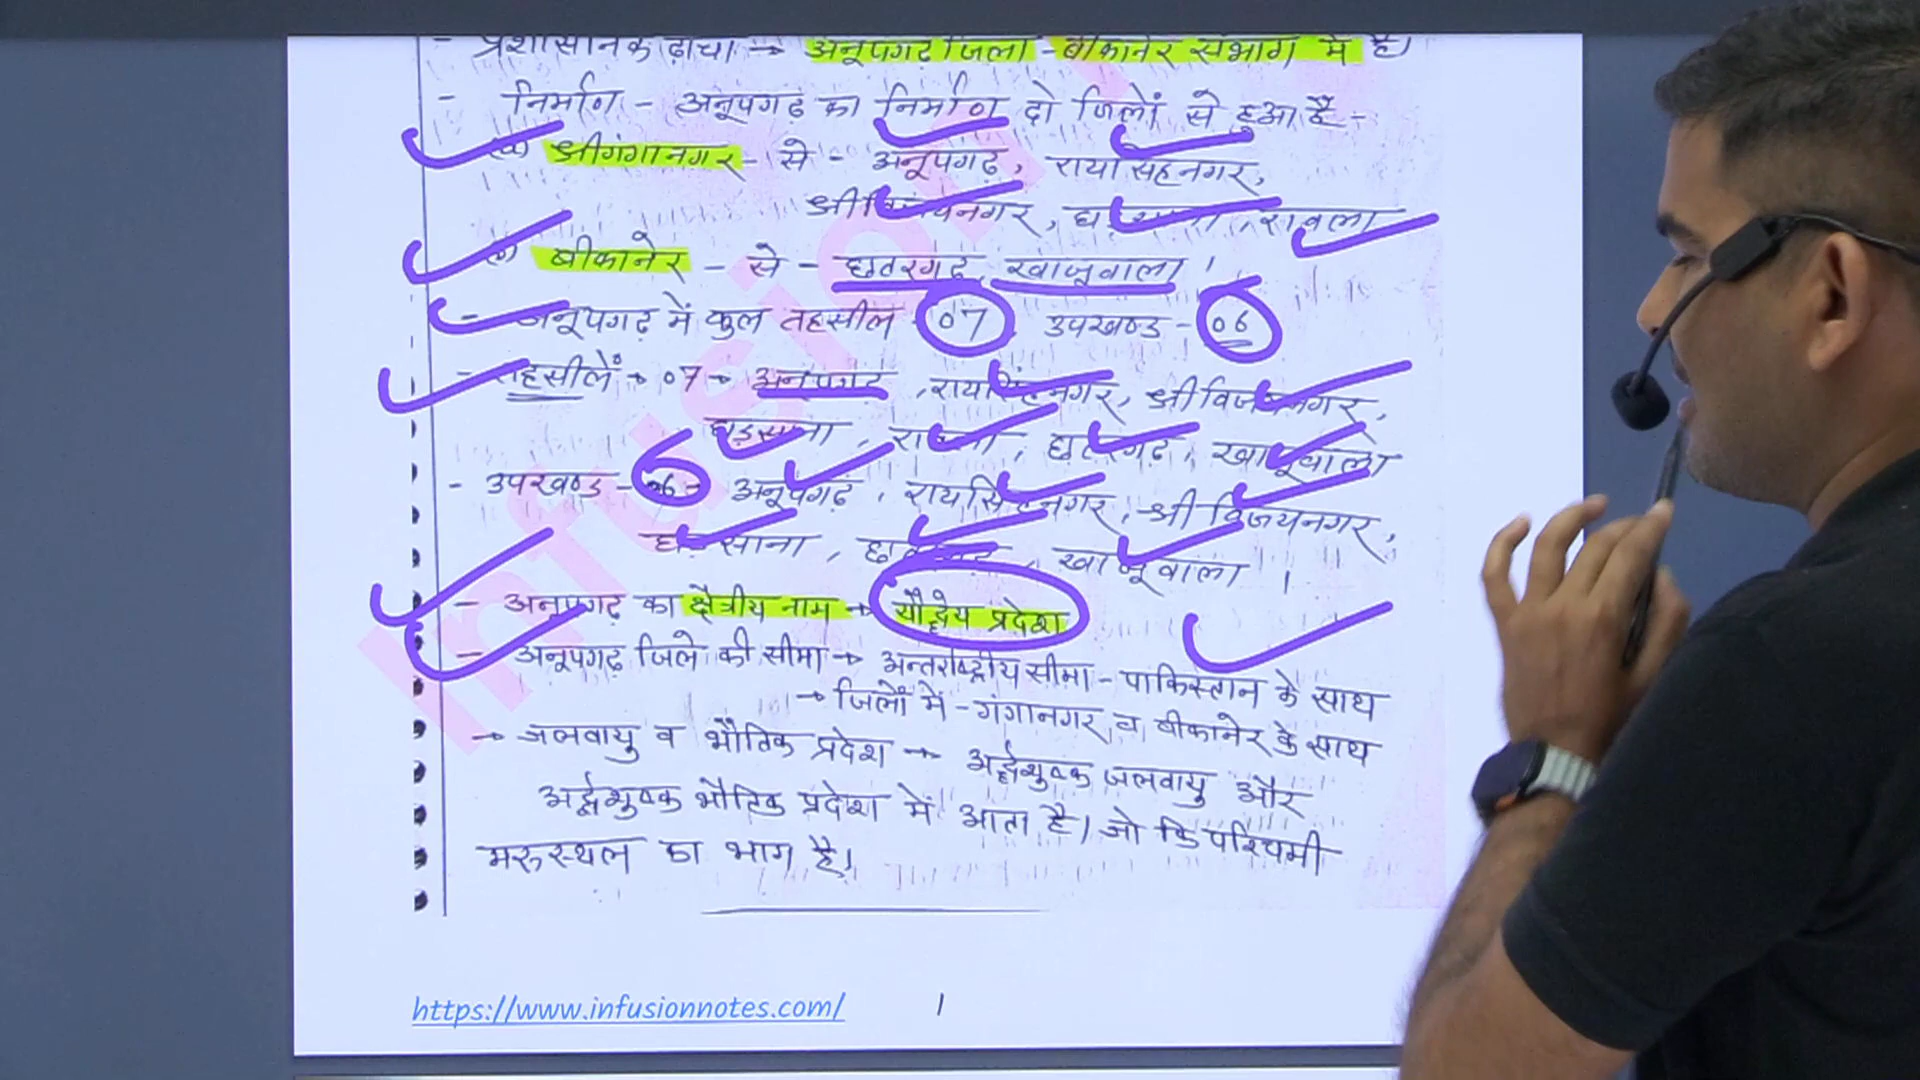 - प्रशासनिक ढ़ांचा → अनूपगढ़ जिला - बीकानेर संभाग में है।
- निर्माण - अनूपगढ़ का निर्माण दो जिलों से हुआ है -
श्रीगंगानगर - से - अनूपगढ़, रायसिंहनगर,
श्रीविजयनगर, घड़साना, रावला
बीकानेर - से - छतरगढ़, खाजूवाला,
- अनूपगढ़ में कुल तहसील - 07 उपखण्ड - 06
- तहसीलें → 07 → अनूपगढ़, रायसिंहनगर, श्रीविजयनगर,
घड़साना, रावला, छतरगढ़, खाजूवाला
- उपखण्ड - 06 - अनूपगढ़, रायसिंहनगर, श्री विजयनगर,
घड़साना, छतरगढ़, खाजूवाला ।
- अनूपगढ़ का क्षेत्रीय नाम → यौद्धेय प्रदेश
- अनूपगढ़ जिले की सीमा → अन्तर्राष्ट्रीय सीमा - पाकिस्तान के साथ
→ जिलों में - गंगानगर व बीकानेर के साथ
→ जलवायु व भौतिक प्रदेश → अर्द्धशुष्क जलवायु और
अर्द्धशुष्क भौतिक प्रदेश में आता है। जो कि पश्चिमी
मरुस्थल का भाग है।
https://www.infusionnotes.com/ 1